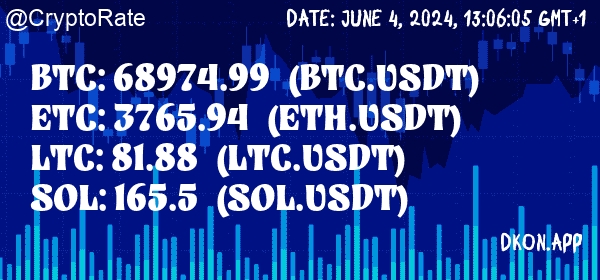 @CryptoRate
DATE: JUNE 4, 2024, 13:06:05 GMT+1
BTC: 68974.99 (BTC.USDT)
ETC: 3765.94 (ETH.USDT)
LTC: 81.88 (LTC.USDT)
SOL: 165.5 (SOL.USDT)
DKON.APP